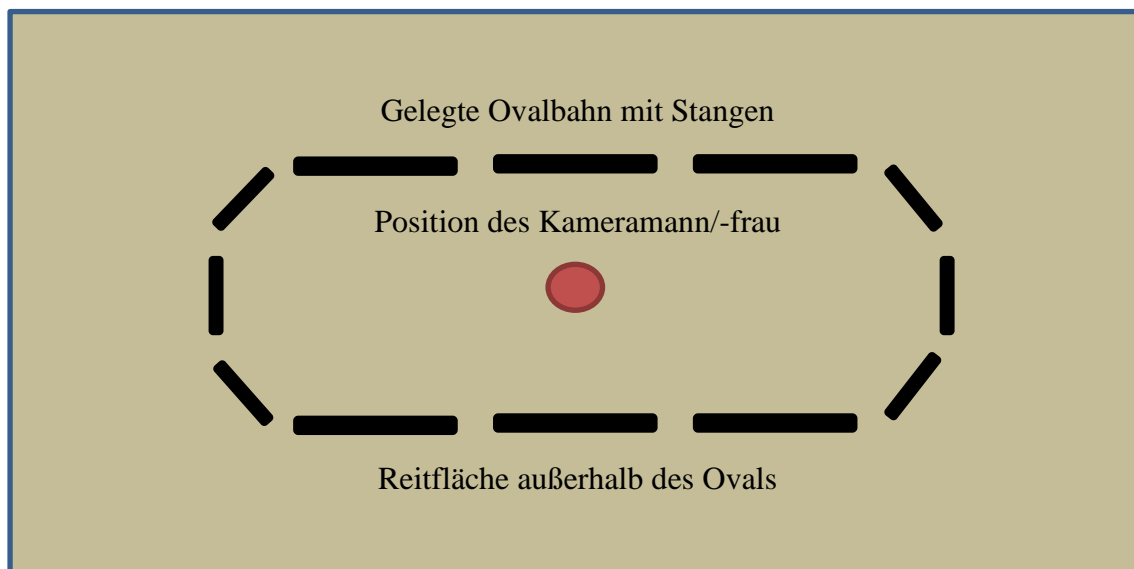 Gelegte Ovalbahn mit Stangen
Position des Kameramann/-frau
Reitfläche außerhalb des Ovals